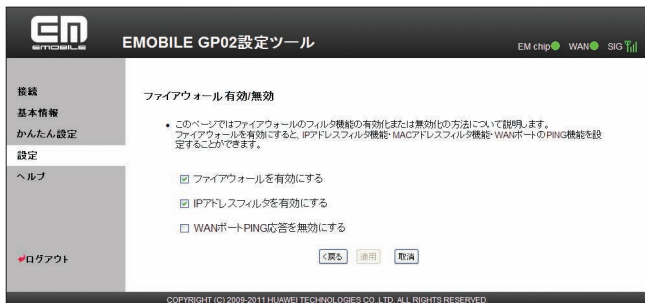 EM
EMOBILE
EMOBILE GP02設定ツール
EM chip WAN SIG
接続
基本情報
かんたん設定
設定
ヘルプ
ログアウト
ファイアウォール 有効/無効
• このページではファイアウォールのフィルタ機能の有効化または無効化の方法について説明します。
ファイアウォールを有効にすると、IPアドレスフィルタ機能・MACアドレスフィルタ機能・WANポートのPING機能を設
定することができます。
ファイアウォールを有効にする
IPアドレスフィルタを有効にする
WANポートPING応答を無効にする
<戻る 適用 取消
COPYRIGHT (C) 2009-2011 HUAWEI TECHNOLOGIES CO.,LTD. ALL RIGHTS RESERVED.